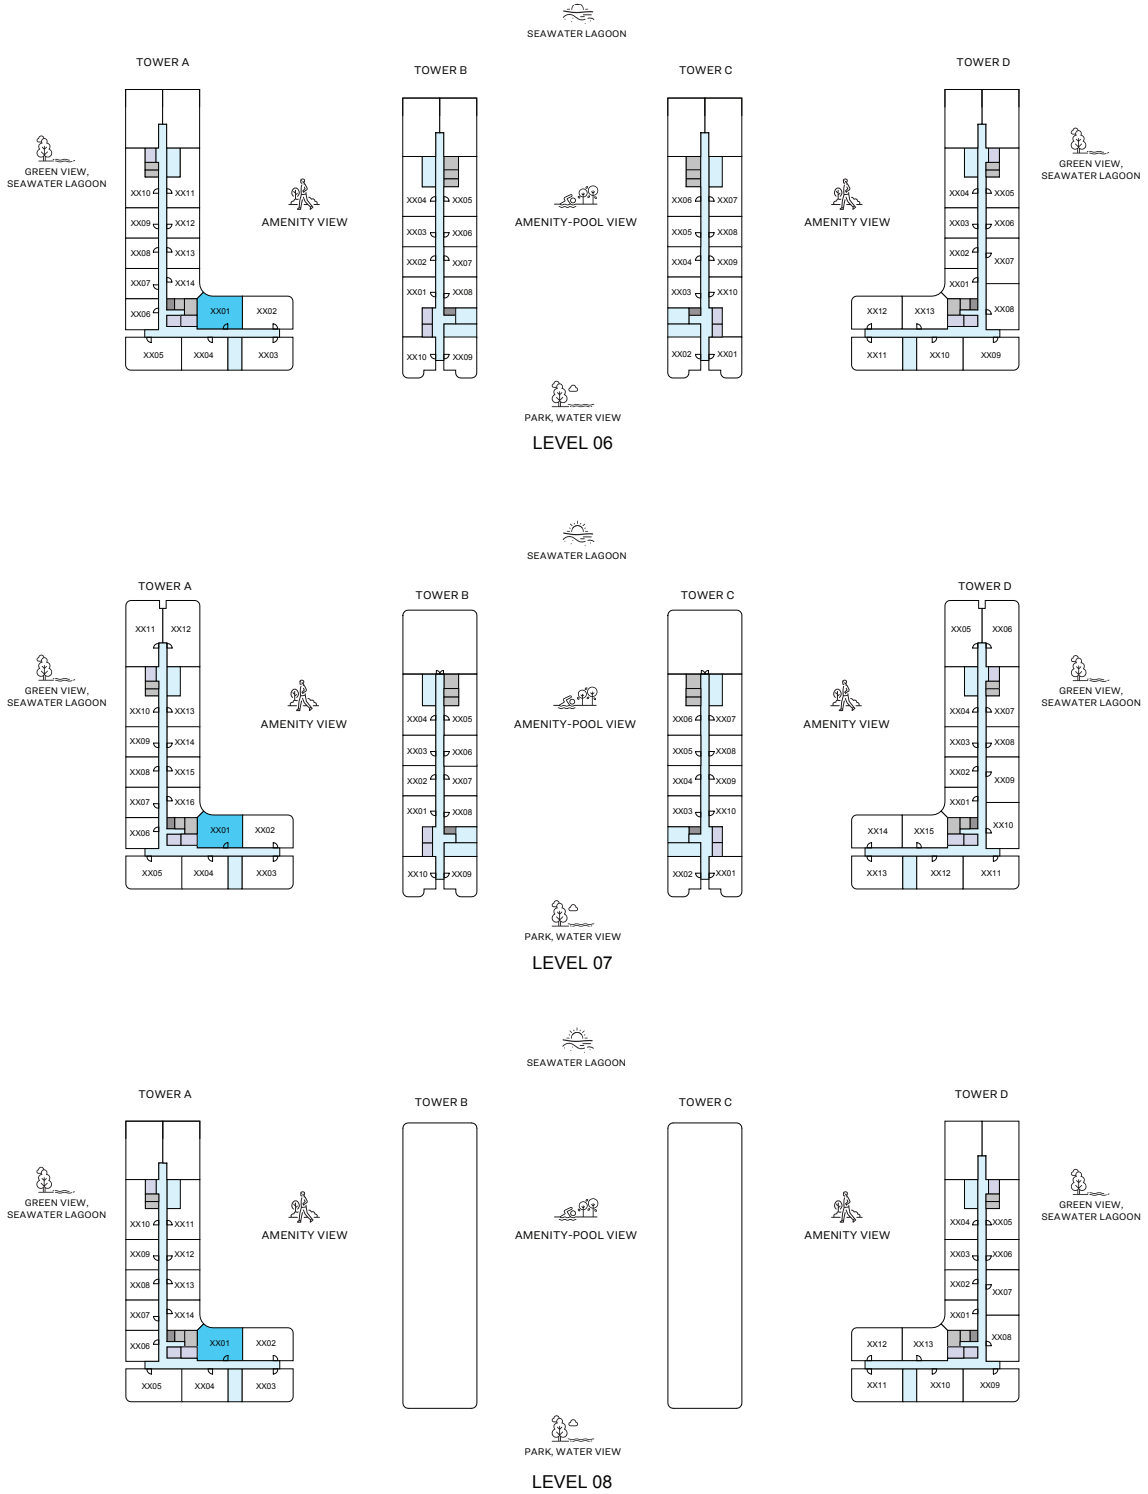 SEAWATER LAGOON
TOWER A
TOWER B
TOWER C
TOWER D
GREEN VIEW,
SEAWATER LAGOON
AMENITY VIEW
AMENITY-POOL VIEW
AMENITY VIEW
GREEN VIEW,
SEAWATER LAGOON
XX10 XX11
XX09 XX12
XX08 XX13
XX07 XX14
XX06 XX01 XX02
XX05 XX04 XX03
XX04 XX05
XX03 XX06
XX02 XX07
XX01 XX08
XX10 XX09
XX06 XX07
XX05 XX08
XX04 XX09
XX03 XX10
XX02 XX01
XX04 XX05
XX03 XX06
XX02 XX07
XX01
XX12 XX13 XX08
XX11 XX10 XX09
PARK, WATER VIEW
LEVEL 06
SEAWATER LAGOON
TOWER A
TOWER B
TOWER C
TOWER D
GREEN VIEW,
SEAWATER LAGOON
AMENITY VIEW
AMENITY-POOL VIEW
AMENITY VIEW
GREEN VIEW,
SEAWATER LAGOON
XX11 XX12
XX10 XX13
XX09 XX14
XX08 XX15
XX07 XX16
XX06 XX01 XX02
XX05 XX04 XX03
XX04 XX05
XX03 XX06
XX02 XX07
XX01 XX08
XX10 XX09
XX06 XX07
XX05 XX08
XX04 XX09
XX03 XX10
XX02 XX01
XX05 XX06
XX04 XX07
XX03 XX08
XX02 XX09
XX01
XX14 XX15 XX10
XX13 XX12 XX11
PARK, WATER VIEW
LEVEL 07
SEAWATER LAGOON
TOWER A
TOWER B
TOWER C
TOWER D
GREEN VIEW,
SEAWATER LAGOON
AMENITY VIEW
AMENITY-POOL VIEW
AMENITY VIEW
GREEN VIEW,
SEAWATER LAGOON
XX10 XX11
XX09 XX12
XX08 XX13
XX07 XX14
XX06 XX01 XX02
XX05 XX04 XX03
XX04 XX05
XX03 XX06
XX02 XX07
XX01
XX12 XX13 XX08
XX11 XX10 XX09
PARK, WATER VIEW
LEVEL 08